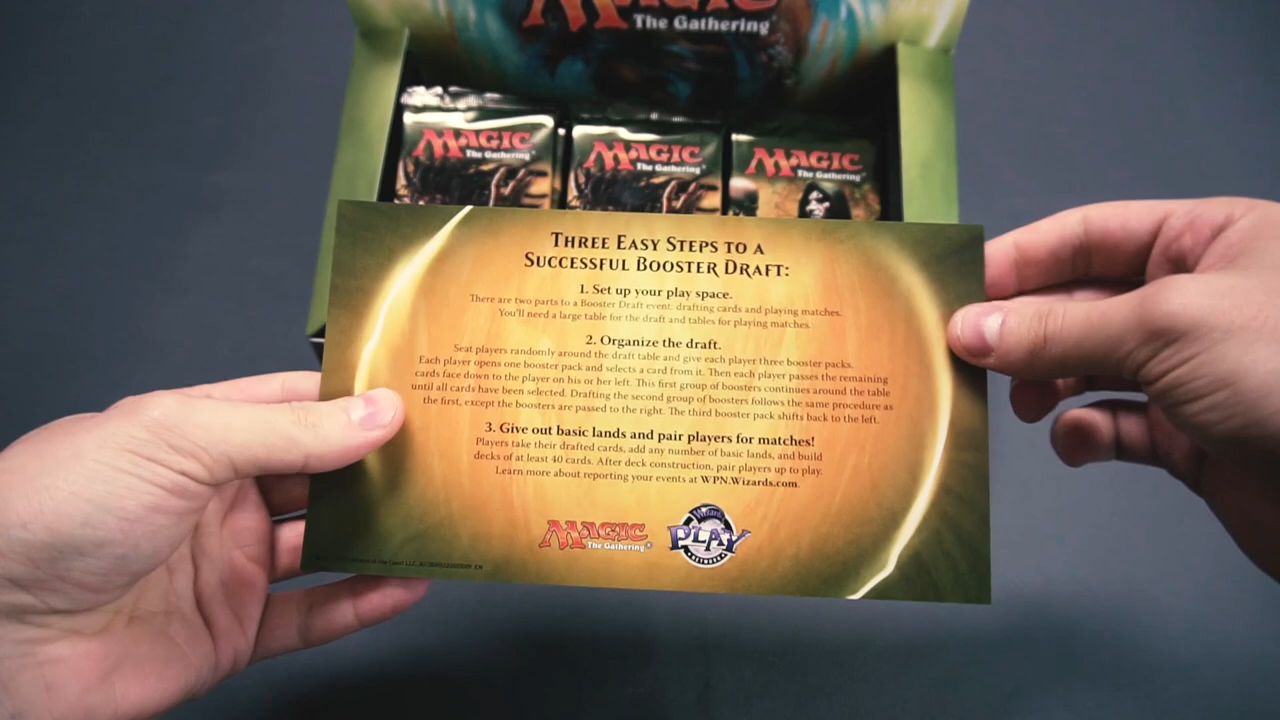 MAGIC
The Gathering®
MAGIC
The Gathering®
MAGIC
The Gathering®
MAGIC
The Gathering®
THREE EASY STEPS TO A
SUCCESSFUL BOOSTER DRAFT:
1. Set up your play space.
There are two parts to a Booster Draft event: drafting cards and playing matches.
You'll need a large table for the draft and tables for playing matches.
2. Organize the draft.
Seat players randomly around the draft table and give each player three booster packs.
Each player opens one booster pack and selects a card from it. Then each player passes the remaining
cards face down to the player on his or her left. This first group of boosters continues around the table
until all cards have been selected. Drafting the second group of boosters follows the same procedure as
the first, except the boosters are passed to the right. The third booster pack shifts back to the left.
3. Give out basic lands and pair players for matches!
Players take their drafted cards, add any number of basic lands, and build
decks of at least 40 cards. After deck construction, pair players up to play.
Learn more about reporting your events at WPN.Wizards.com.
MAGIC
The Gathering®
Wizards
PLAY
NETWORK